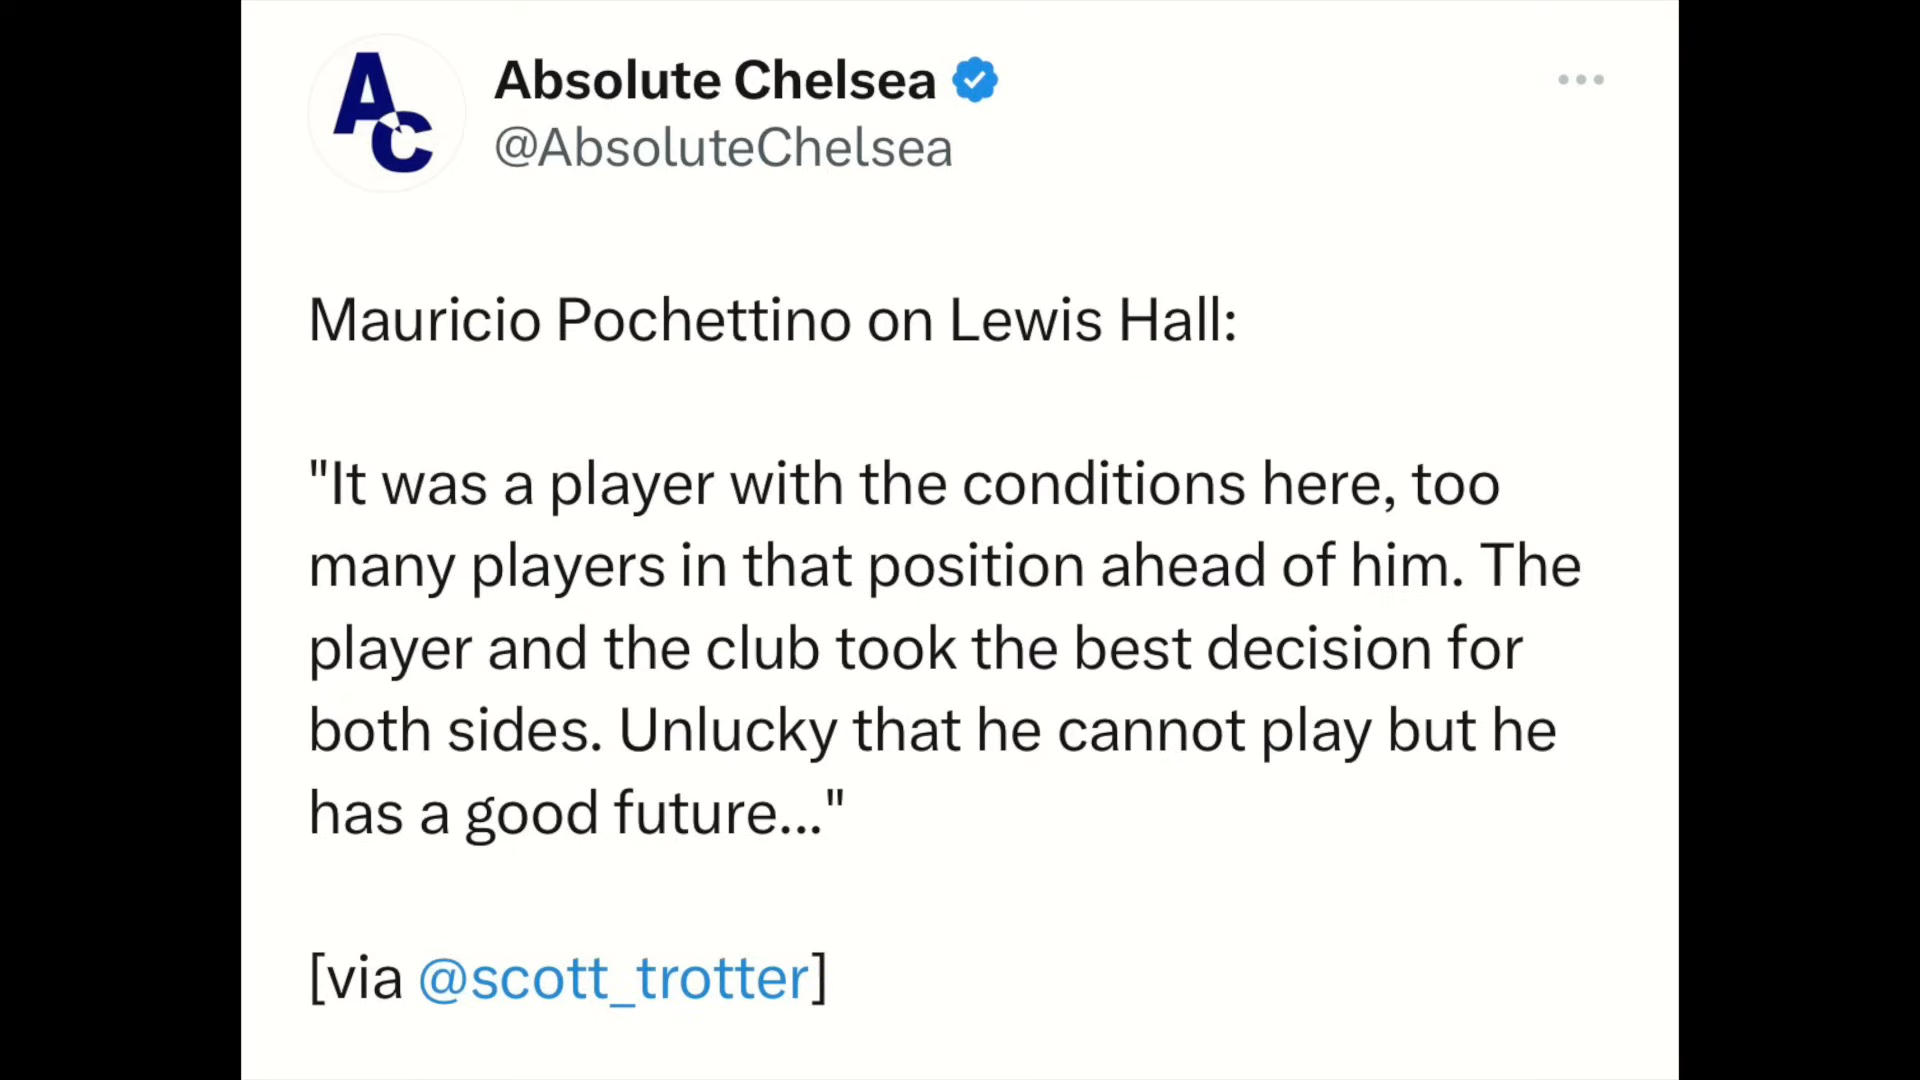 AC
Absolute Chelsea
@AbsoluteChelsea
Mauricio Pochettino on Lewis Hall:
"It was a player with the conditions here, too
many players in that position ahead of him. The
player and the club took the best decision for
both sides. Unlucky that he cannot play but he
has a good future..."
[via @scott_trotter]